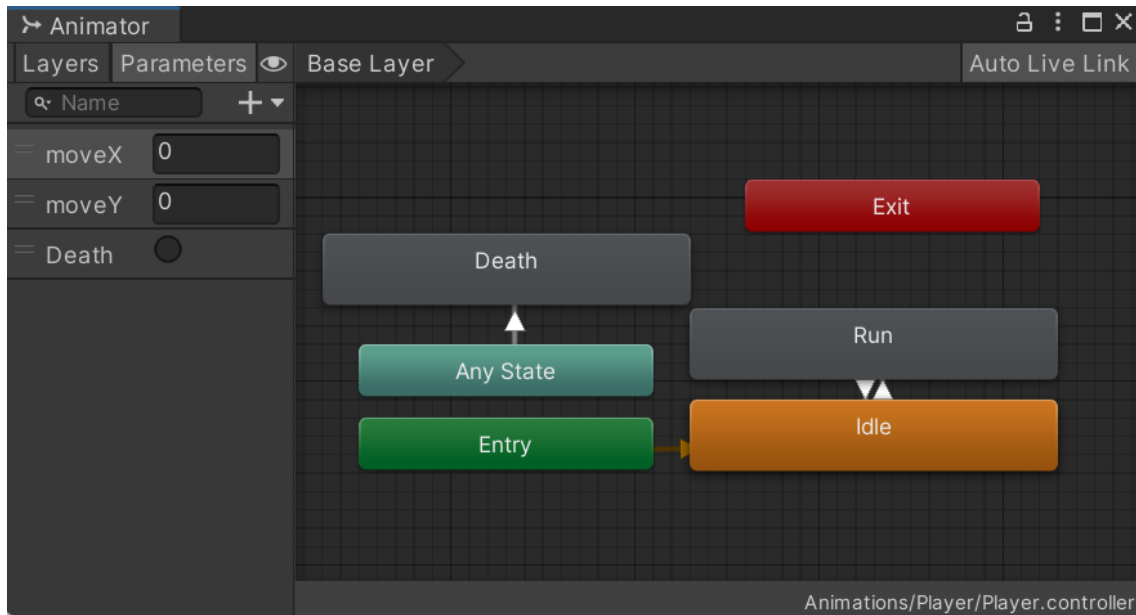 Animator
Layers Parameters Base Layer Auto Live Link
Name
moveX 0
moveY 0
Death
Exit
Death
Run
Any State
Idle
Entry
Animations/Player/Player.controller